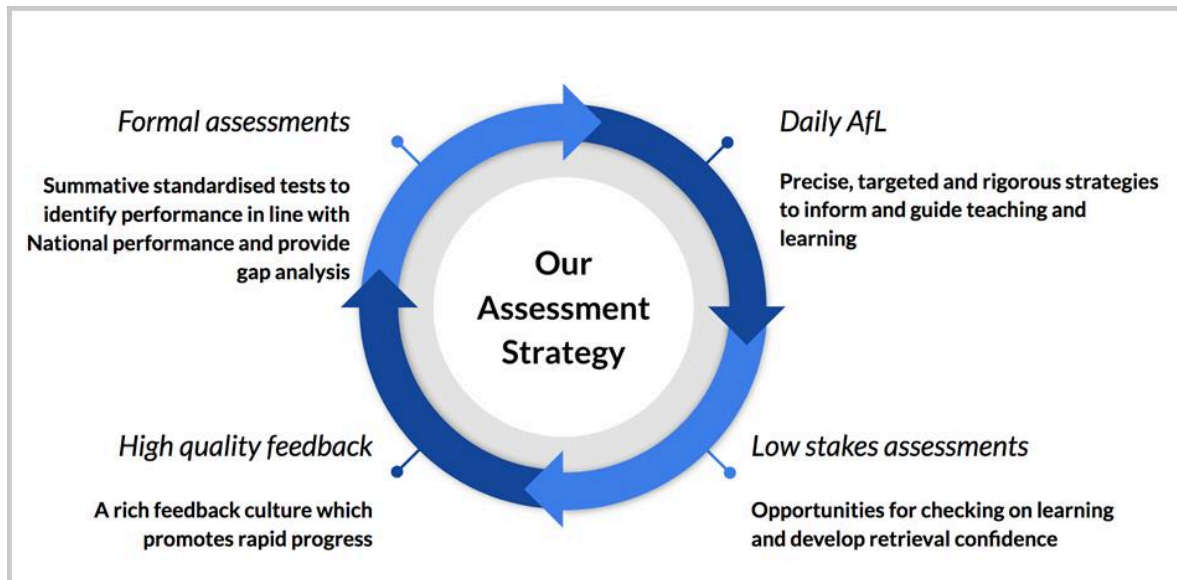 Formal assessments
Summative standardised tests to
identify performance in line with
National performance and provide
gap analysis
Daily AfL
Precise, targeted and rigorous strategies
to inform and guide teaching and
learning
Our
Assessment
Strategy
High quality feedback
A rich feedback culture which
promotes rapid progress
Low stakes assessments
Opportunities for checking on learning
and develop retrieval confidence